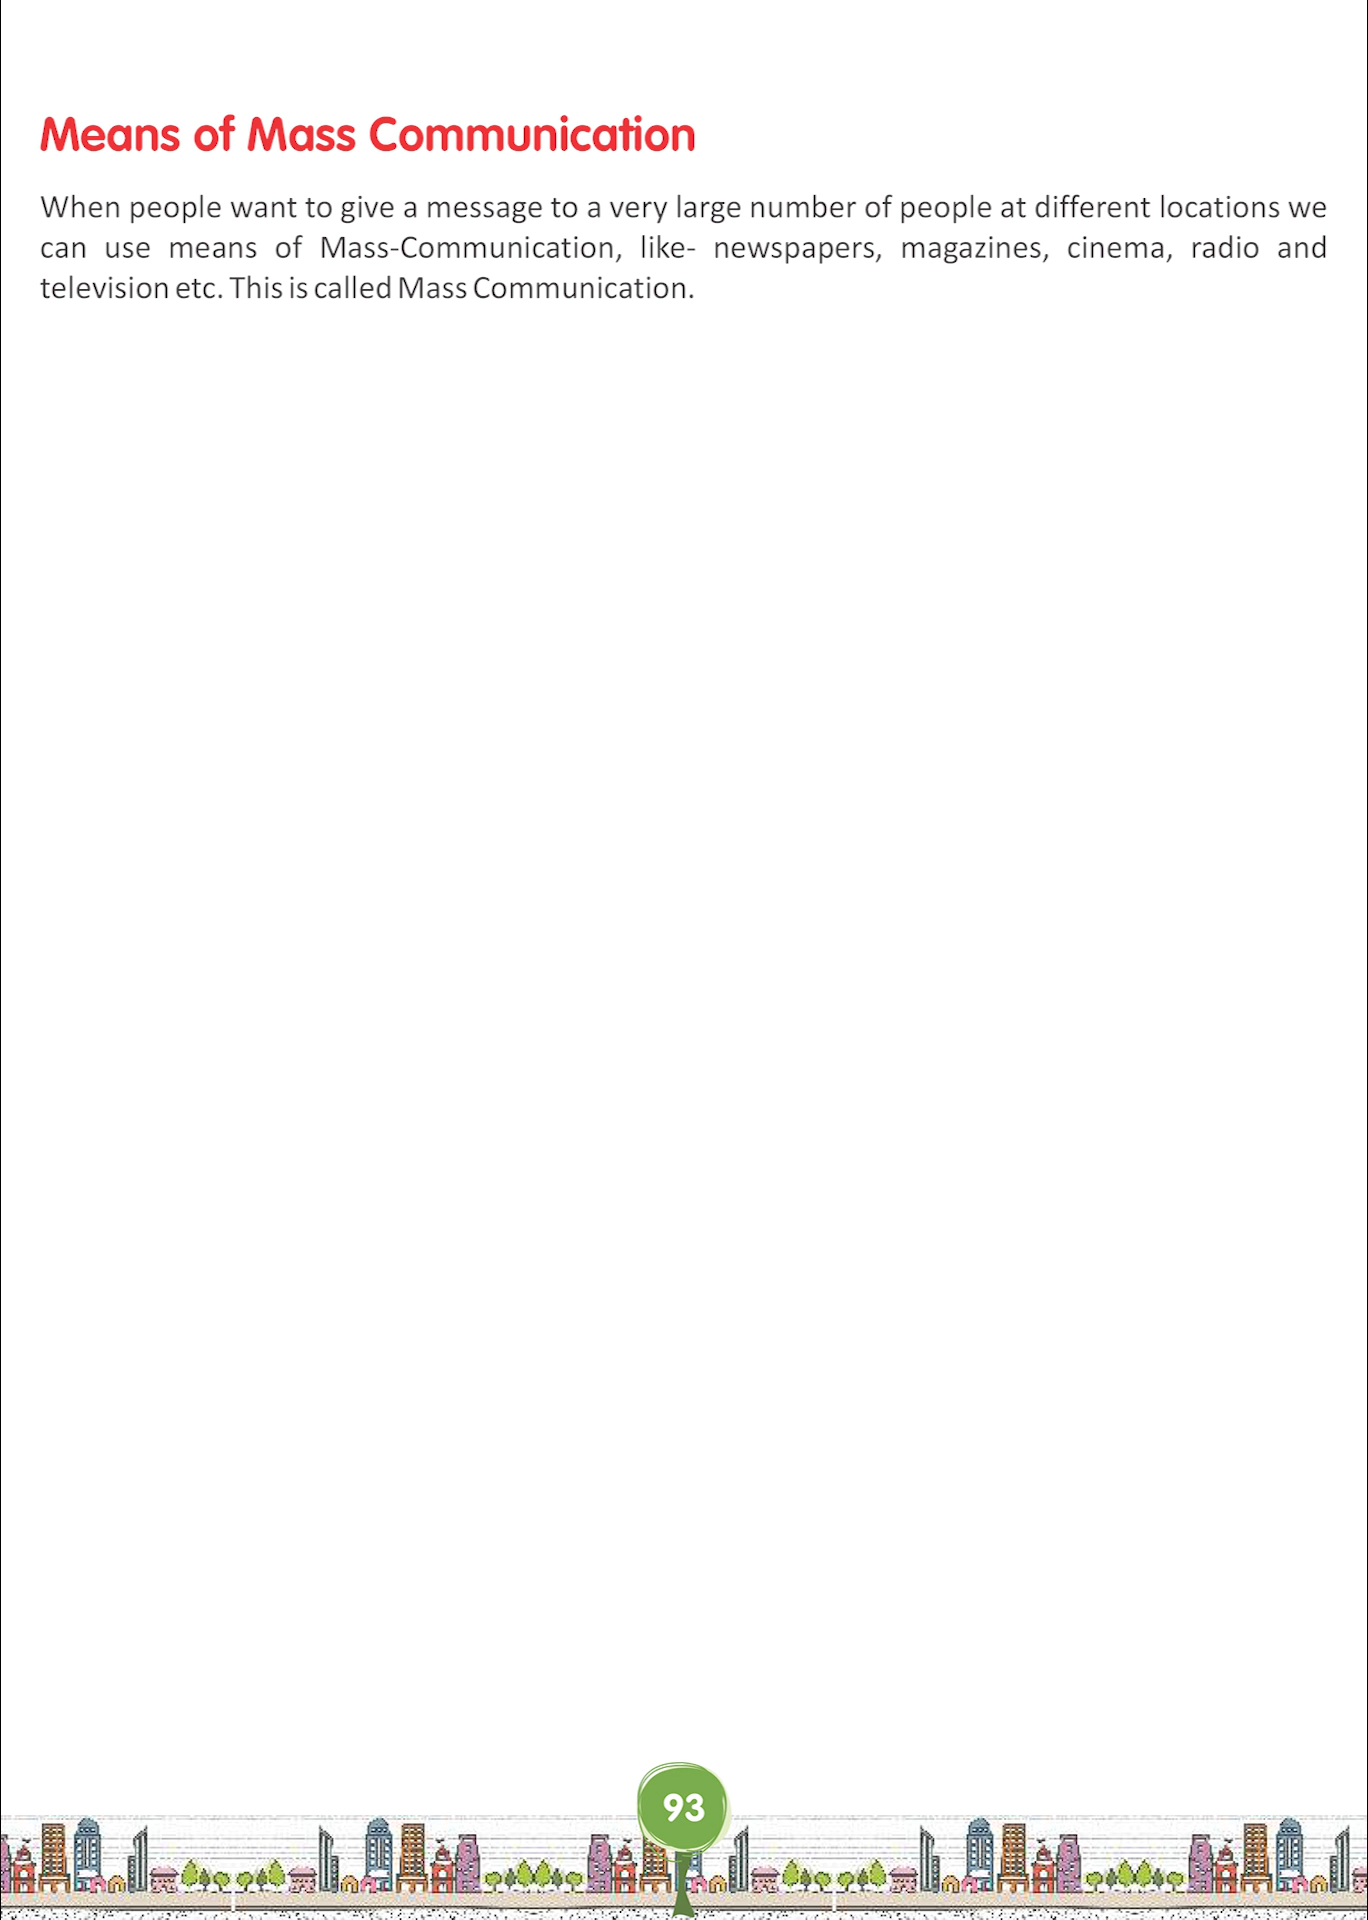 Means of Mass Communication
When people want to give a message to a very large number of people at different locations we
can use means of Mass-Communication, like- newspapers, magazines, cinema, radio and
television etc. This is called Mass Communication.
93